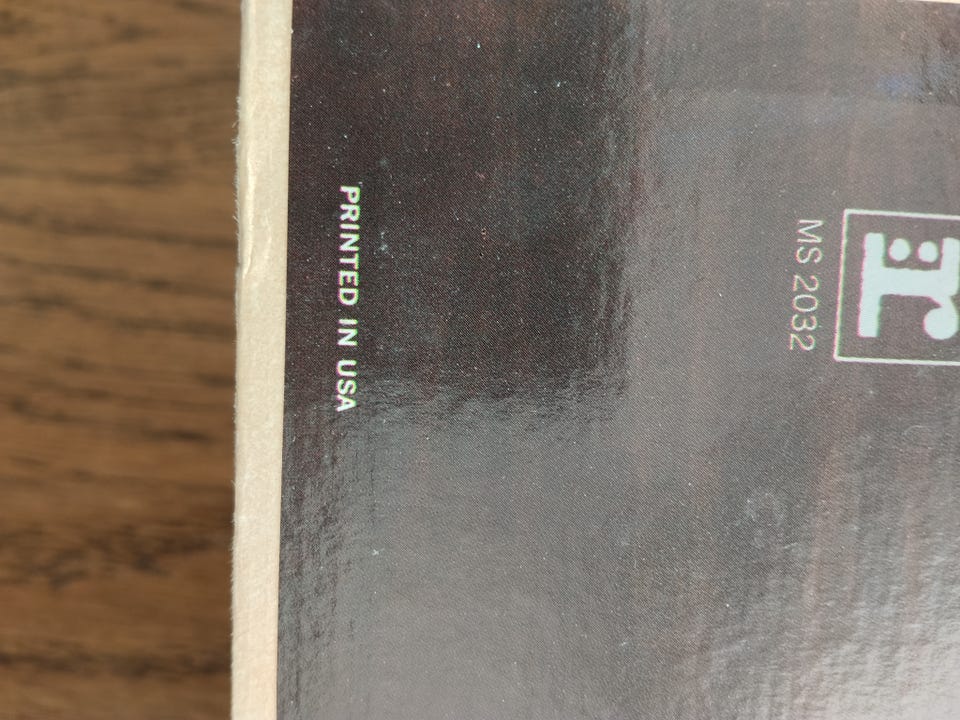 :r
MS 2032
PRINTED IN USA